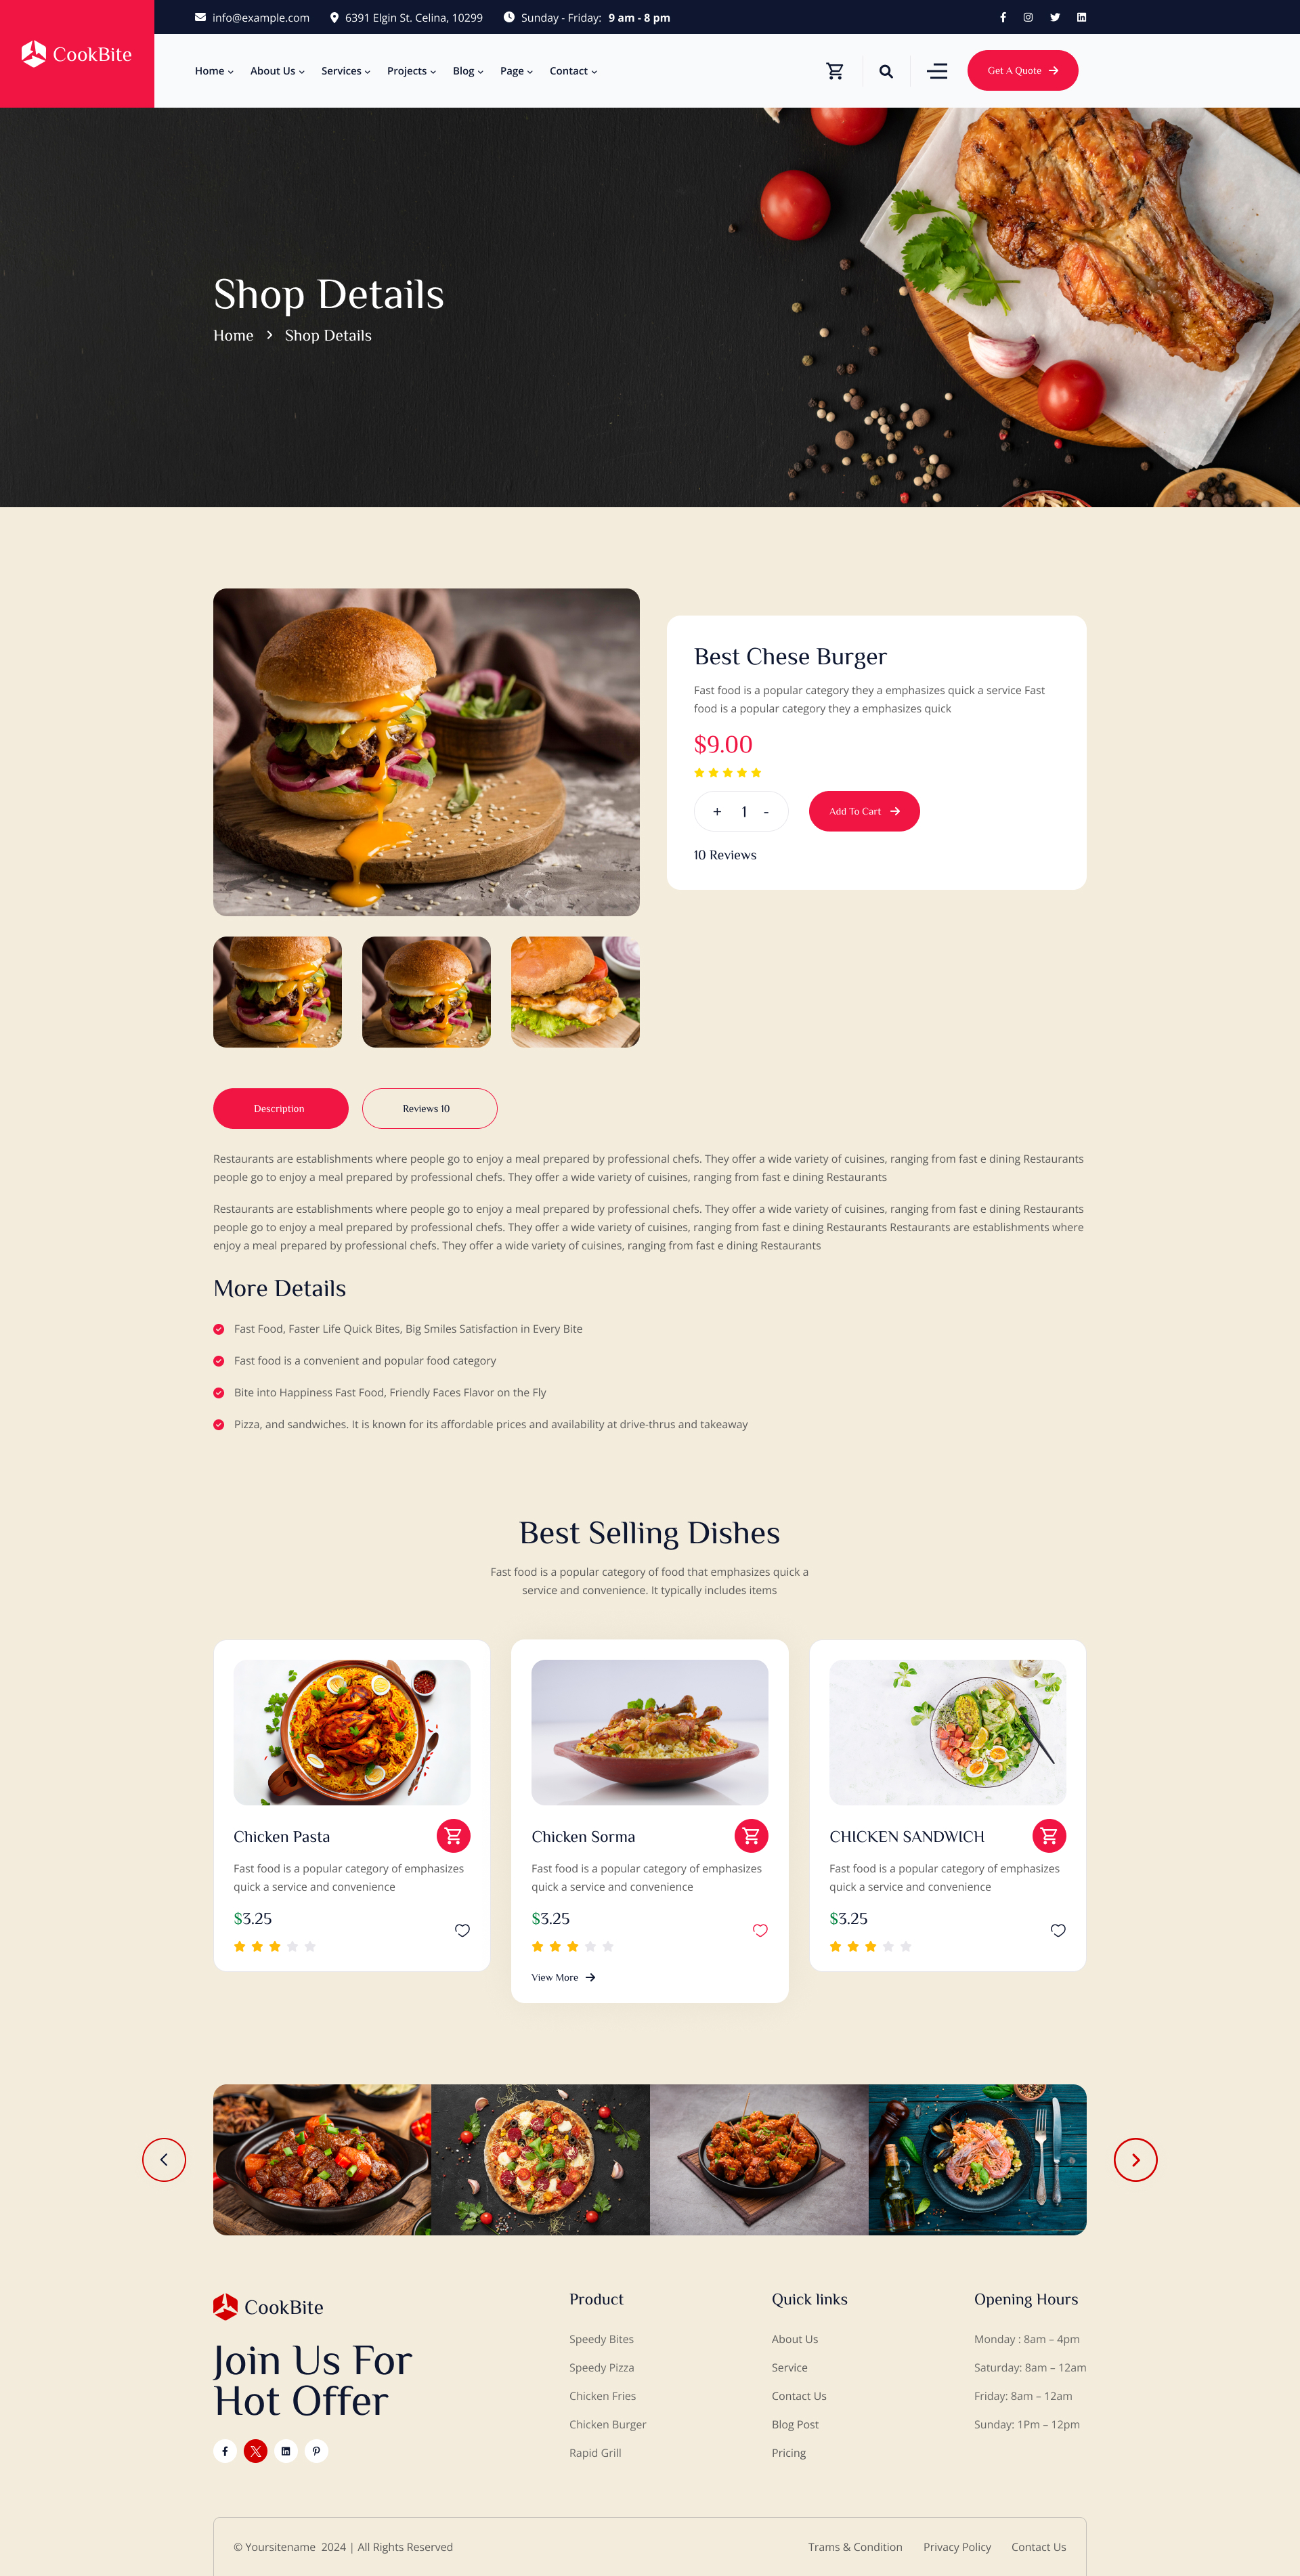 CookBite
info@example.com 6391 Elgin St. Celina, 10299 Sunday - Friday: 9 am - 8 pm
Home About Us Services Projects Blog Page Contact Get A Quote
Shop Details
Home Shop Details
Best Chese Burger
Fast food is a popular category they a emphasizes quick a service Fast
food is a popular category they a emphasizes quick
$9.00
+ 1 - Add To Cart
10 Reviews
Description Reviews 10
Restaurants are establishments where people go to enjoy a meal prepared by professional chefs. They offer a wide variety of cuisines, ranging from fast e dining Restaurants
people go to enjoy a meal prepared by professional chefs. They offer a wide variety of cuisines, ranging from fast e dining Restaurants
Restaurants are establishments where people go to enjoy a meal prepared by professional chefs. They offer a wide variety of cuisines, ranging from fast e dining Restaurants
people go to enjoy a meal prepared by professional chefs. They offer a wide variety of cuisines, ranging from fast e dining Restaurants Restaurants are establishments where
enjoy a meal prepared by professional chefs. They offer a wide variety of cuisines, ranging from fast e dining Restaurants
More Details
Fast Food, Faster Life Quick Bites, Big Smiles Satisfaction in Every Bite
Fast food is a convenient and popular food category
Bite into Happiness Fast Food, Friendly Faces Flavor on the Fly
Pizza, and sandwiches. It is known for its affordable prices and availability at drive-thrus and takeaway
Best Selling Dishes
Fast food is a popular category of food that emphasizes quick a
service and convenience. It typically includes items
Chicken Pasta
Fast food is a popular category of emphasizes
quick a service and convenience
$3.25
Chicken Sorma
Fast food is a popular category of emphasizes
quick a service and convenience
$3.25
View More
CHICKEN SANDWICH
Fast food is a popular category of emphasizes
quick a service and convenience
$3.25
CookBite
Join Us For
Hot Offer
Product
Speedy Bites
Speedy Pizza
Chicken Fries
Chicken Burger
Rapid Grill
Quick links
About Us
Service
Contact Us
Blog Post
Pricing
Opening Hours
Monday : 8am – 4pm
Saturday: 8am – 12am
Friday: 8am – 12am
Sunday: 1Pm – 12pm
© Yoursitename 2024 | All Rights Reserved
Trams & Condition Privacy Policy Contact Us